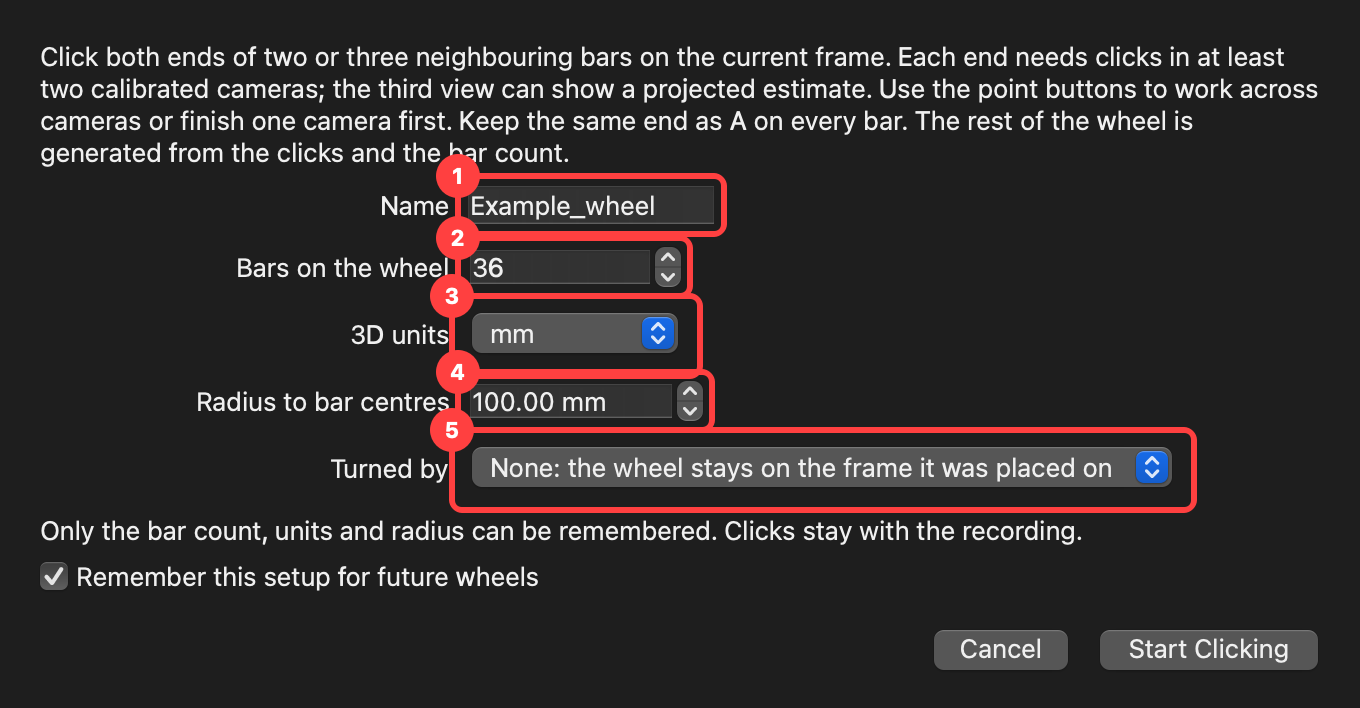 Click both ends of two or three neighbouring bars on the current frame. Each end needs clicks in at least
two calibrated cameras; the third view can show a projected estimate. Use the point buttons to work across
cameras or finish one camera first. Keep the same end as A on every bar. The rest of the wheel is
generated from the clicks and the bar count.
1
Name Example_wheel
2
Bars on the wheel 36
3
3D units mm
4
Radius to bar centres 100.00 mm
5
Turned by None: the wheel stays on the frame it was placed on
Only the bar count, units and radius can be remembered. Clicks stay with the recording.
Remember this setup for future wheels
Cancel Start Clicking